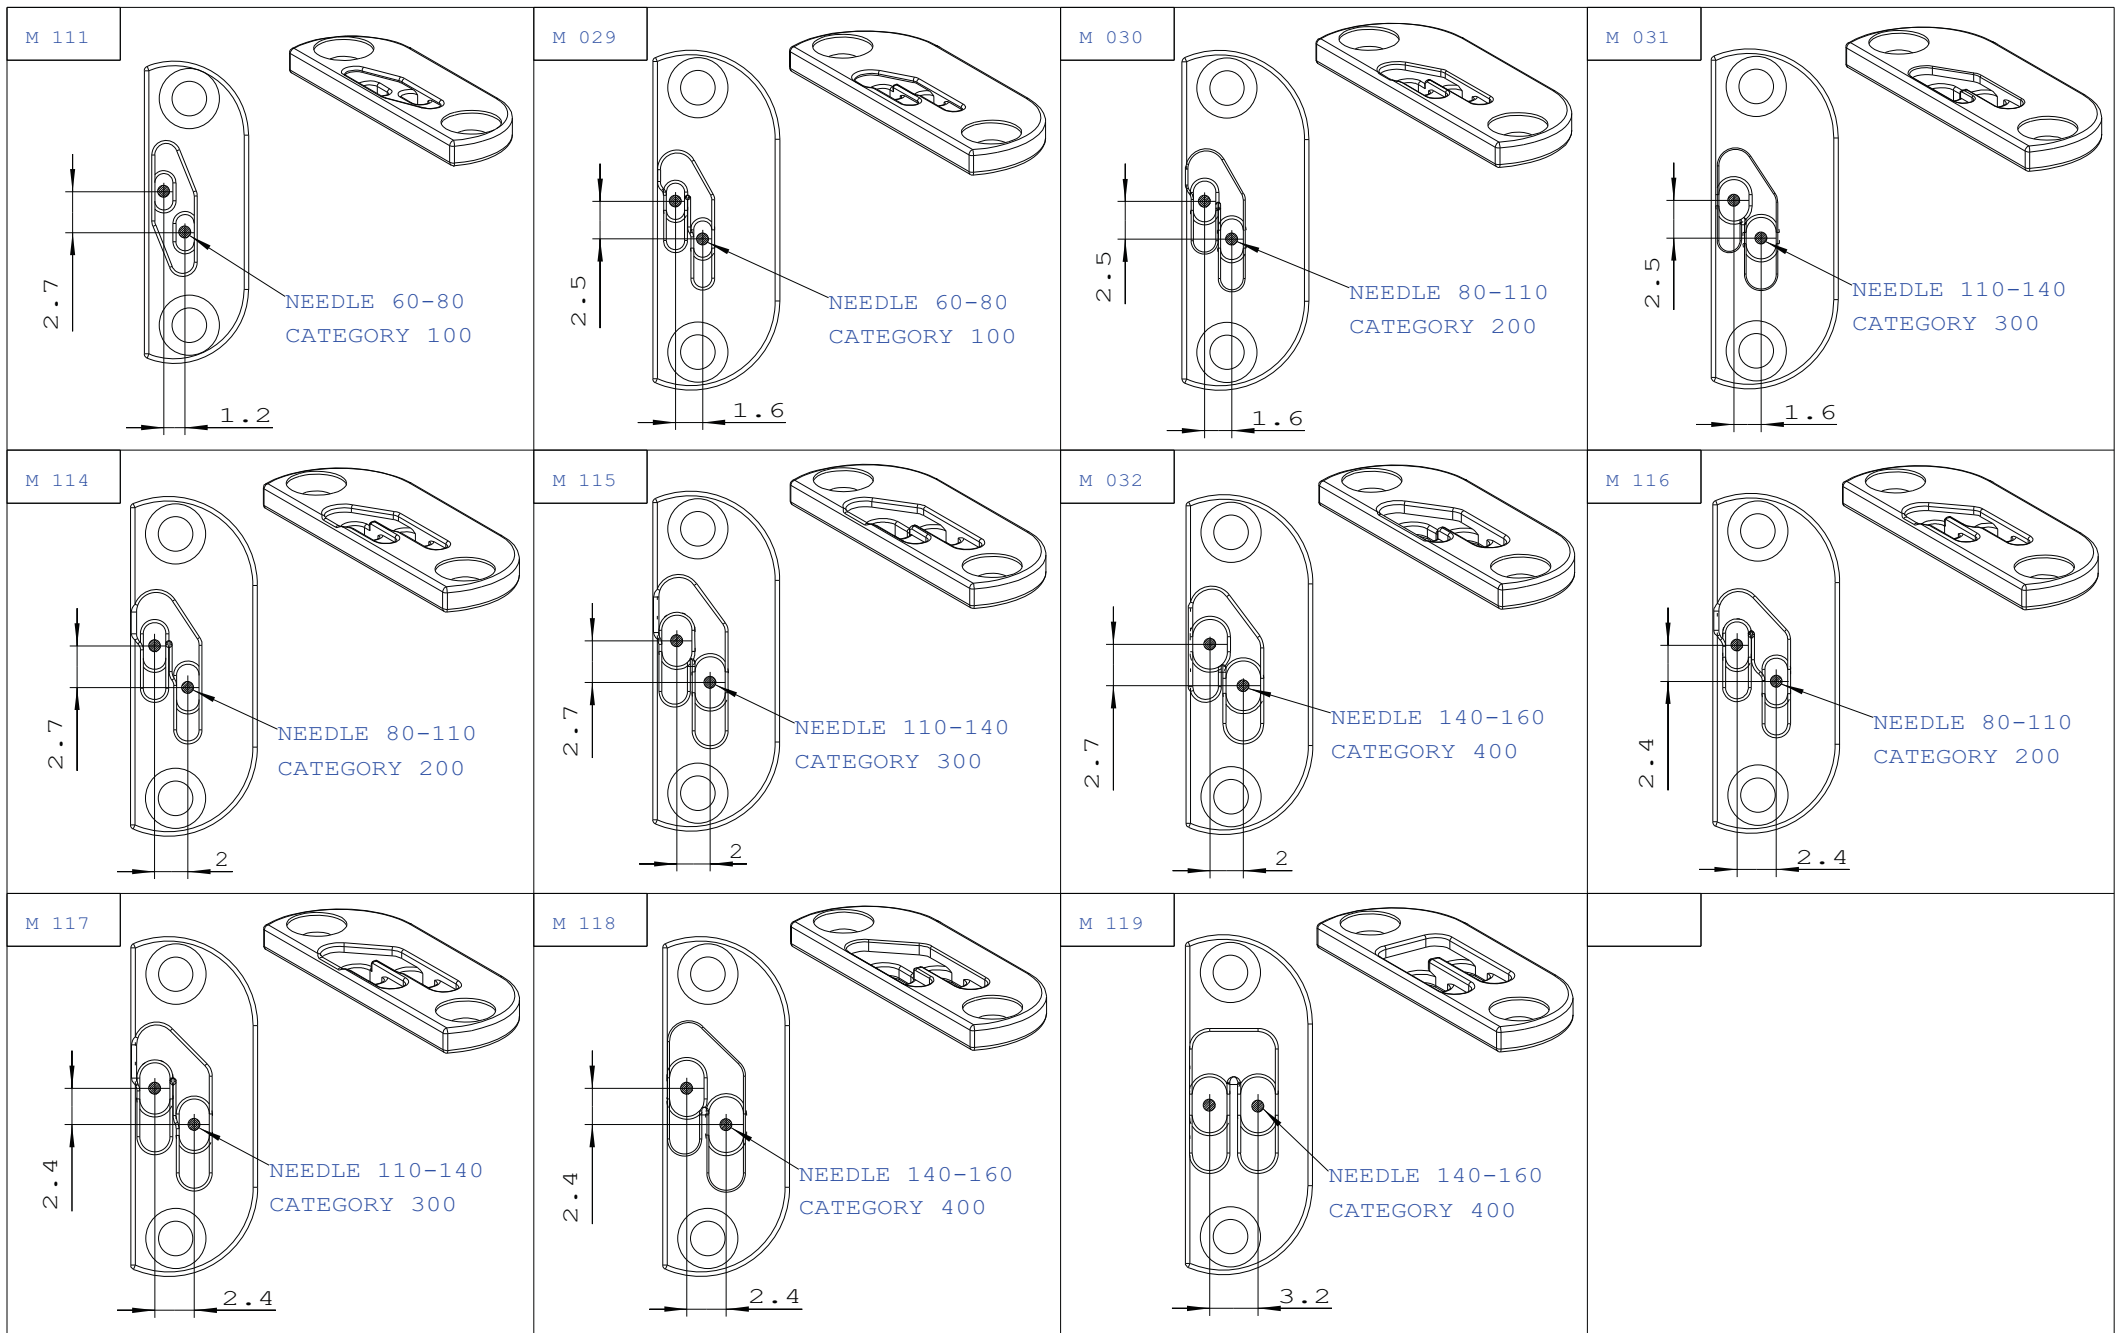 M 111
2.7
NEEDLE 60-80
CATEGORY 100
1.2
M 029
2.5
NEEDLE 60-80
CATEGORY 100
1.6
M 030
2.5
NEEDLE 80-110
CATEGORY 200
1.6
M 031
2.5
NEEDLE 110-140
CATEGORY 300
1.6
M 114
2.7
NEEDLE 80-110
CATEGORY 200
2
M 115
2.7
NEEDLE 110-140
CATEGORY 300
2
M 032
2.7
NEEDLE 140-160
CATEGORY 400
2
M 116
2.4
NEEDLE 80-110
CATEGORY 200
2.4
M 117
2.4
NEEDLE 110-140
CATEGORY 300
2.4
M 118
2.4
NEEDLE 140-160
CATEGORY 400
2.4
M 119
NEEDLE 140-160
CATEGORY 400
3.2